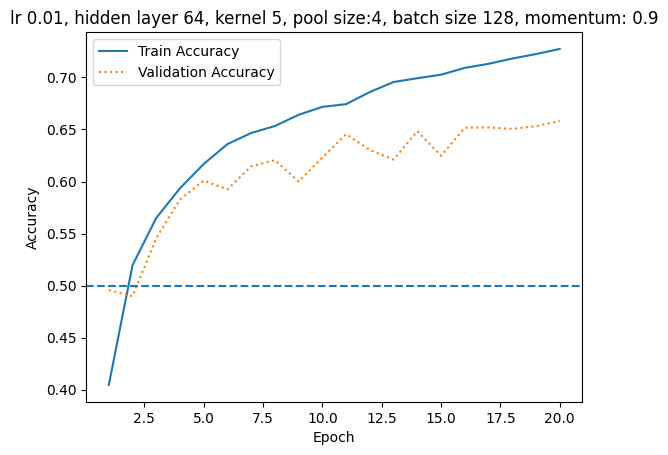 lr 0.01, hidden layer 64, kernel 5, pool size:4, batch size 128, momentum: 0.9
Train Accuracy
Validation Accuracy
0.70
0.65
0.60
0.55
0.50
0.45
0.40
Accuracy
2.5 5.0 7.5 10.0 12.5 15.0 17.5 20.0
Epoch